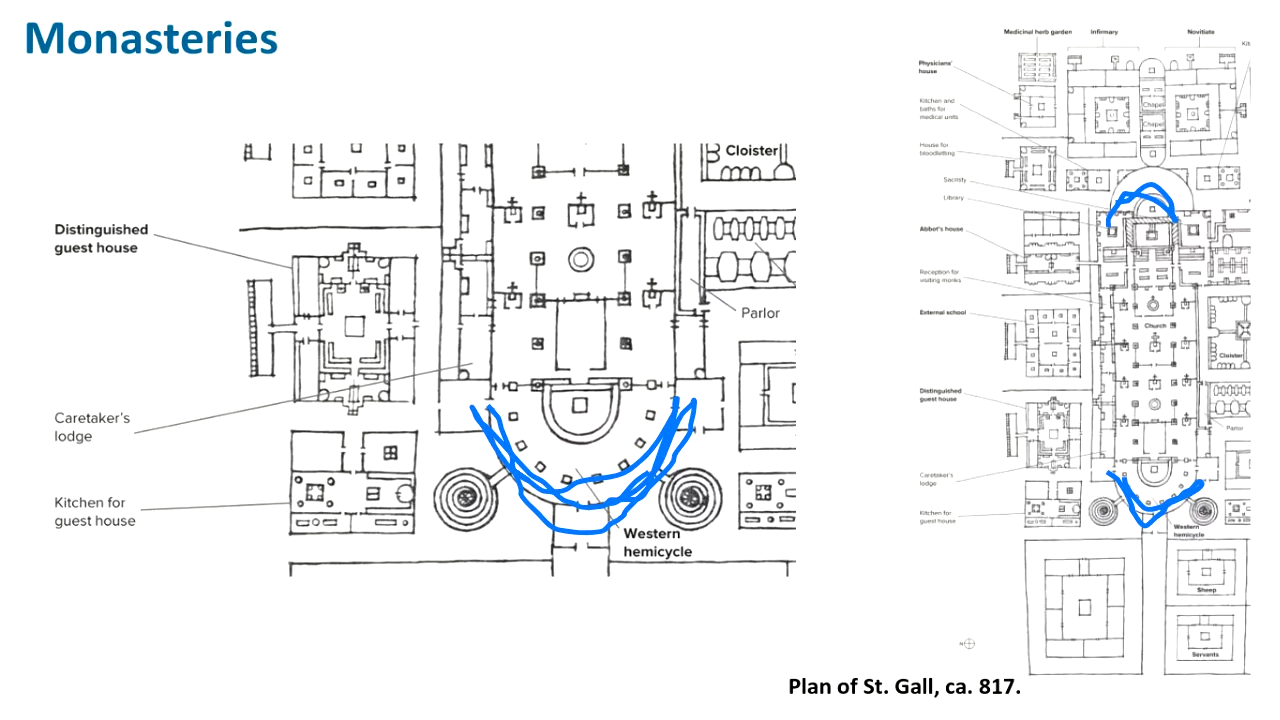 Monasteries
Cloister
Distinguished
guest house
Parlor
Caretaker's
lodge
Kitchen for
guest house
Western
hemicycle
Medicinal herb garden
Infirmary
Novitiate
Kit
Physicians'
house
Kitchen and
baths for
medical units
Chapel
Chapel
House for
bloodletting
Sacristy
Library
Abbot's house
Reception for
visiting monks
External school
Church
Cloister
Distinguished
guest house
Parlor
Caretaker's
lodge
Kitchen for
guest house
Western
hemicycle
Sheep
Servants
N
Plan of St. Gall, ca. 817.